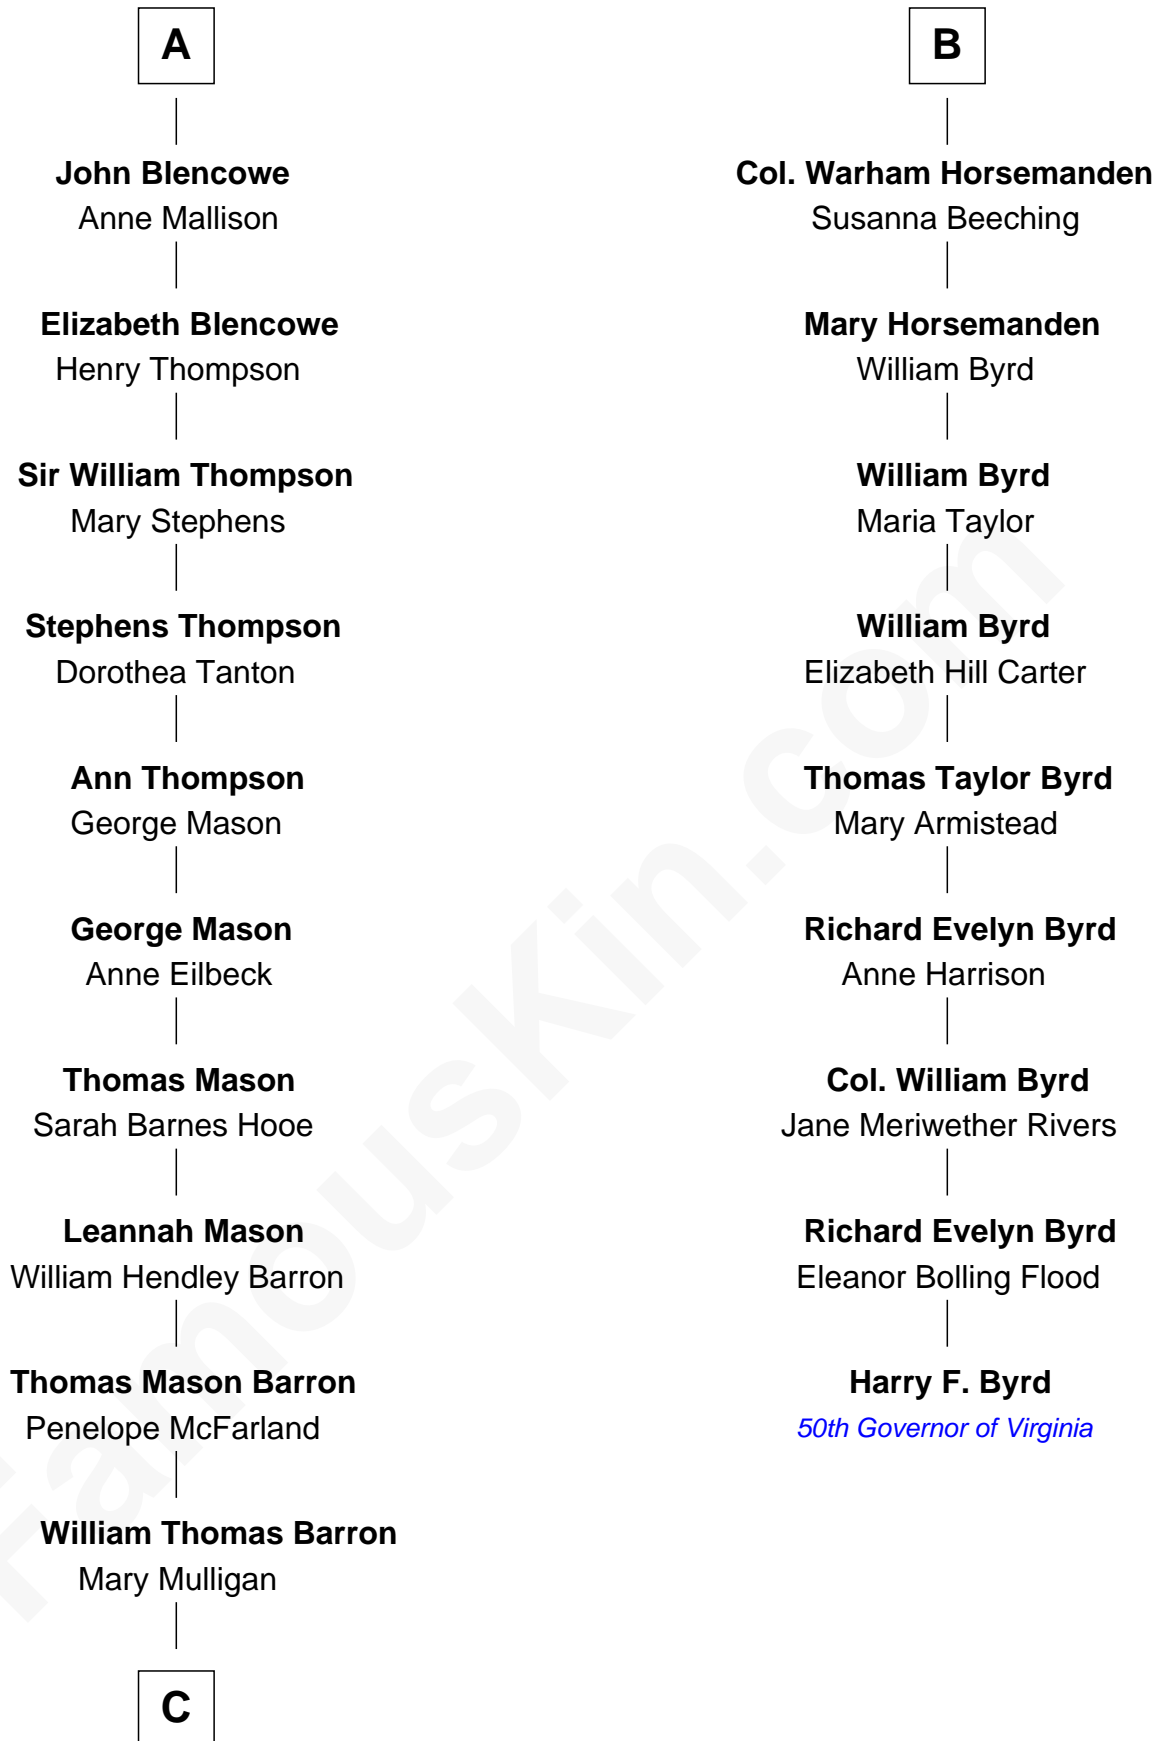 A
John Blencowe
Anne Mallison
Elizabeth Blencowe
Henry Thompson
Sir William Thompson
Mary Stephens
Stephens Thompson
Dorothea Tanton
Ann Thompson
George Mason
George Mason
Anne Eilbeck
Thomas Mason
Sarah Barnes Hooe
Leannah Mason
William Hendley Barron
Thomas Mason Barron
Penelope McFarland
William Thomas Barron
Mary Mulligan
C
B
Col. Warham Horsemanden
Susanna Beeching
Mary Horsemanden
William Byrd
William Byrd
Maria Taylor
William Byrd
Elizabeth Hill Carter
Thomas Taylor Byrd
Mary Armistead
Richard Evelyn Byrd
Anne Harrison
Col. William Byrd
Jane Meriwether Rivers
Richard Evelyn Byrd
Eleanor Bolling Flood
Harry F. Byrd
50th Governor of Virginia
FamousKin.com